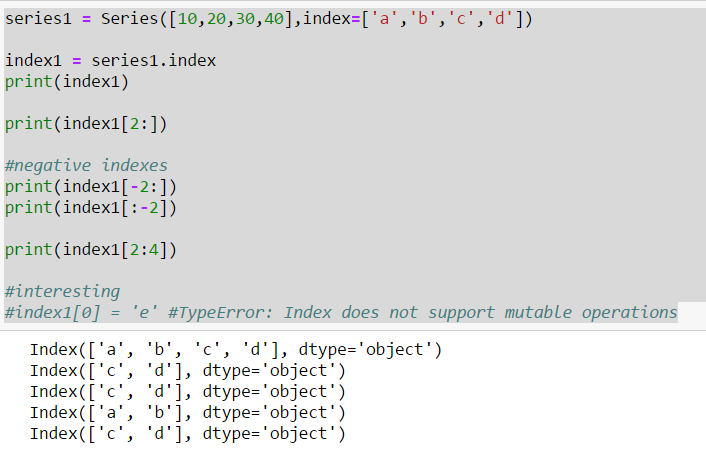 series1 = Series([10,20,30,40],index=['a','b','c','d'])
index1 = series1.index
print(index1)
print(index1[2:])
#negative indexes
print(index1[-2:])
print(index1[:-2])
print(index1[2:4])
#interesting
#index1[0] = 'e' #TypeError: Index does not support mutable operations
Index(['a', 'b', 'c', 'd'], dtype='object')
Index(['c', 'd'], dtype='object')
Index(['c', 'd'], dtype='object')
Index(['a', 'b'], dtype='object')
Index(['c', 'd'], dtype='object')